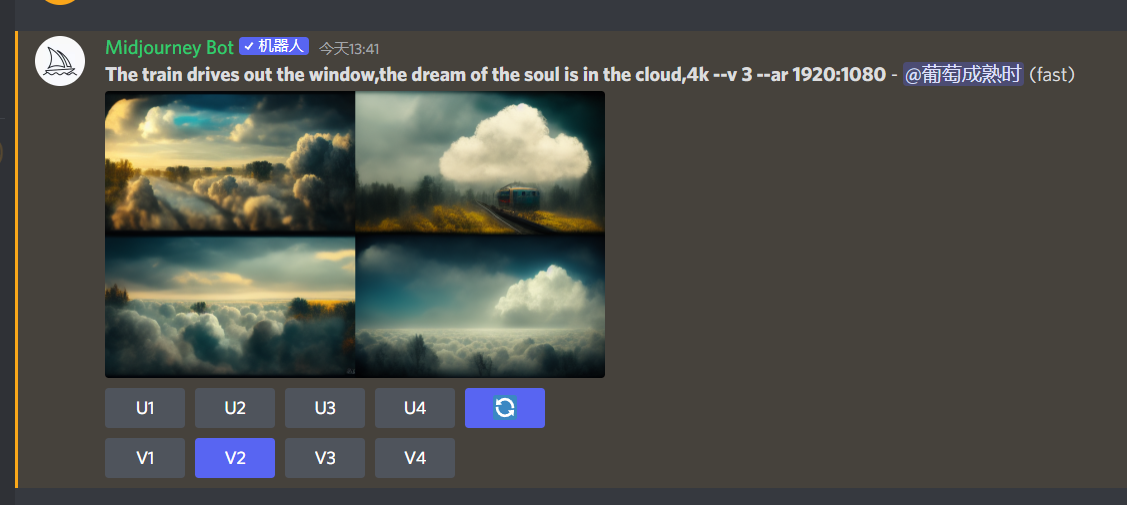 Midjourney Bot ✓ 机器人 今天13:41
The train drives out the window,the dream of the soul is in the cloud,4k --v 3 --ar 1920:1080 - @葡萄成熟时 (fast)
U1 U2 U3 U4
V1 V2 V3 V4